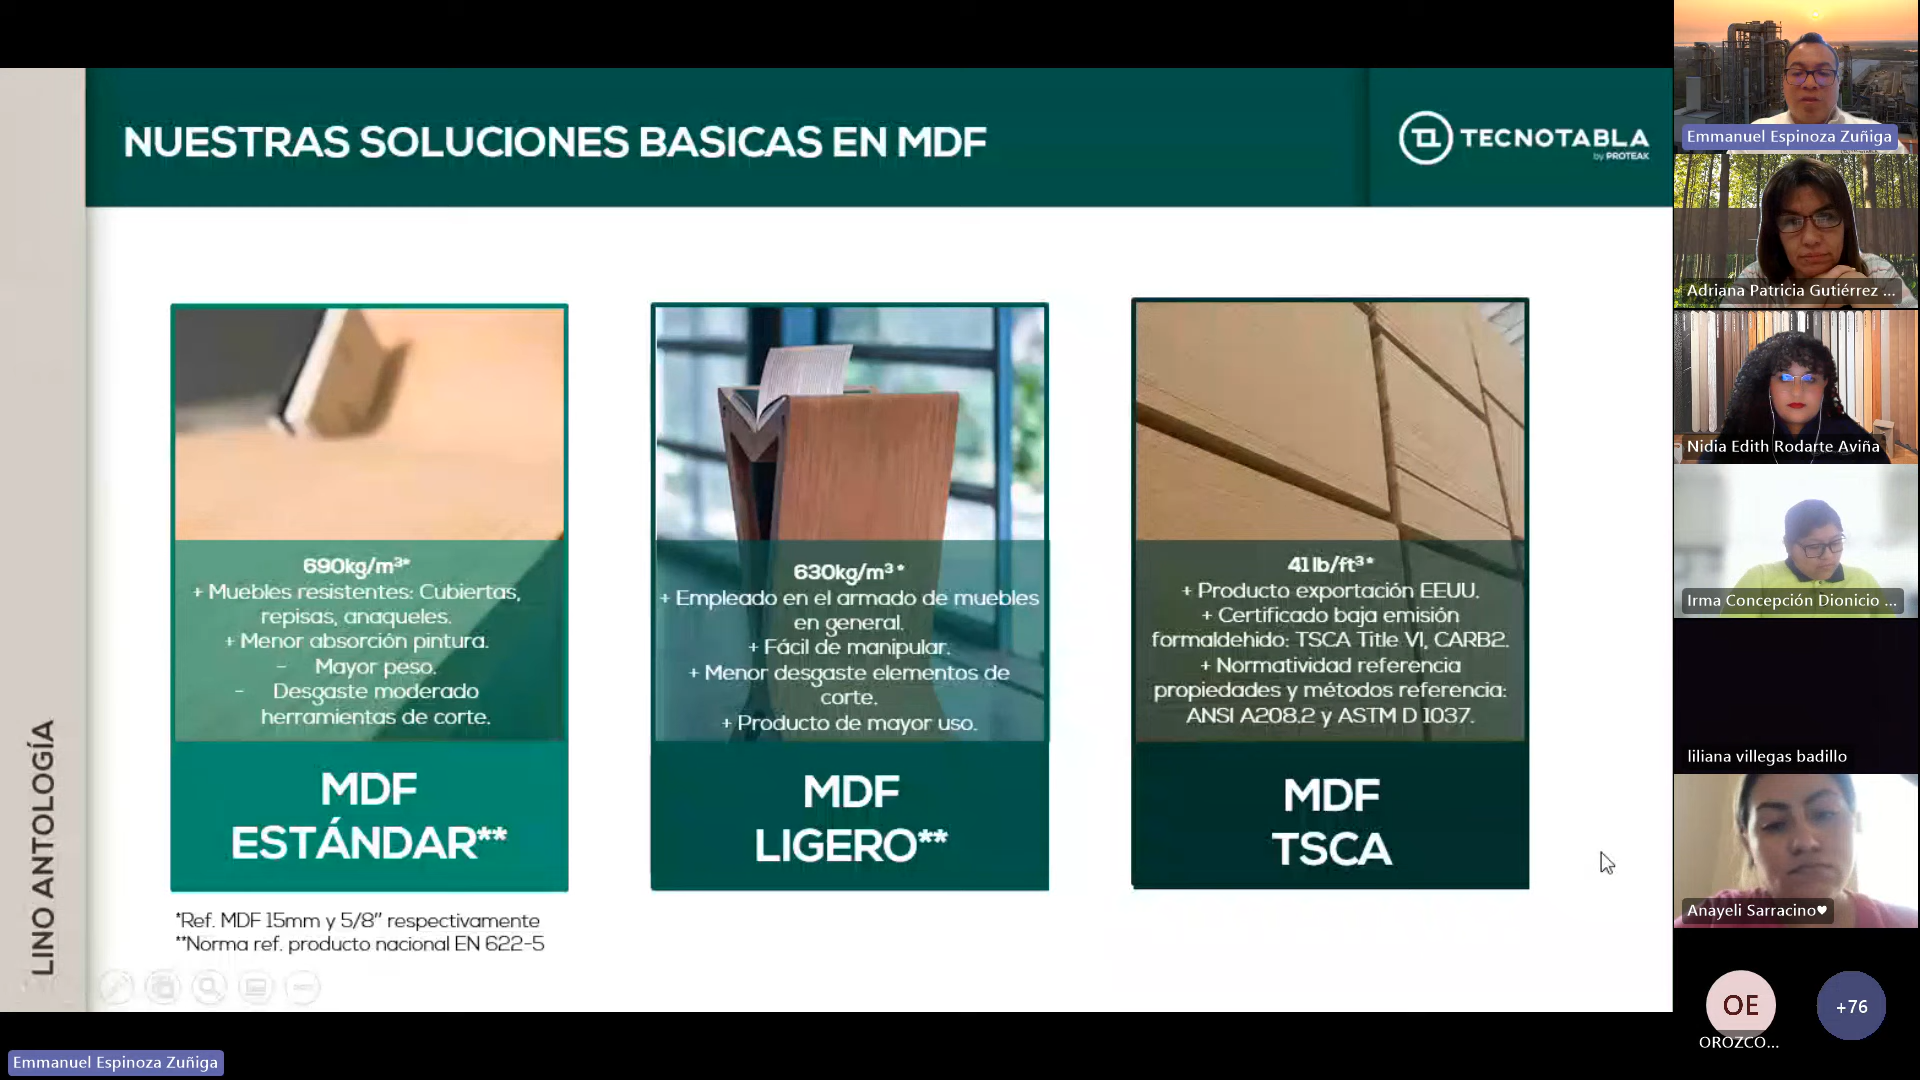 NUESTRAS SOLUCIONES BASICAS EN MDF
TECNOTABLA
by PROTEAK
LINO ANTOLOGÍA
690kg/m³*
+ Muebles resistentes: Cubiertas,
repisas, anaqueles.
+ Menor absorción pintura.
- Mayor peso.
- Desgaste moderado
herramientas de corte.
MDF
ESTÁNDAR**
630kg/m³ *
+ Empleado en el armado de muebles
en general.
+ Fácil de manipular.
+ Menor desgaste elementos de
corte.
+ Producto de mayor uso.
MDF
LIGERO**
41 lb/ft³*
+ Producto exportación EEUU.
+ Certificado baja emisión
formaldehido: TSCA Title VI, CARB2.
+ Normatividad referencia
propiedades y métodos referencia:
ANSI A208.2 y ASTM D 1037.
MDF
TSCA
*Ref. MDF 15mm y 5/8” respectivamente
**Norma ref. producto nacional EN 622-5
Emmanuel Espinoza Zuñiga
Emmanuel Espinoza Zuñiga
Adriana Patricia Gutiérrez ...
Nidia Edith Rodarte Aviña
Irma Concepción Dionicio ...
liliana villegas badillo
Anayeli Sarracino♥
OE
OROZCO...
+76